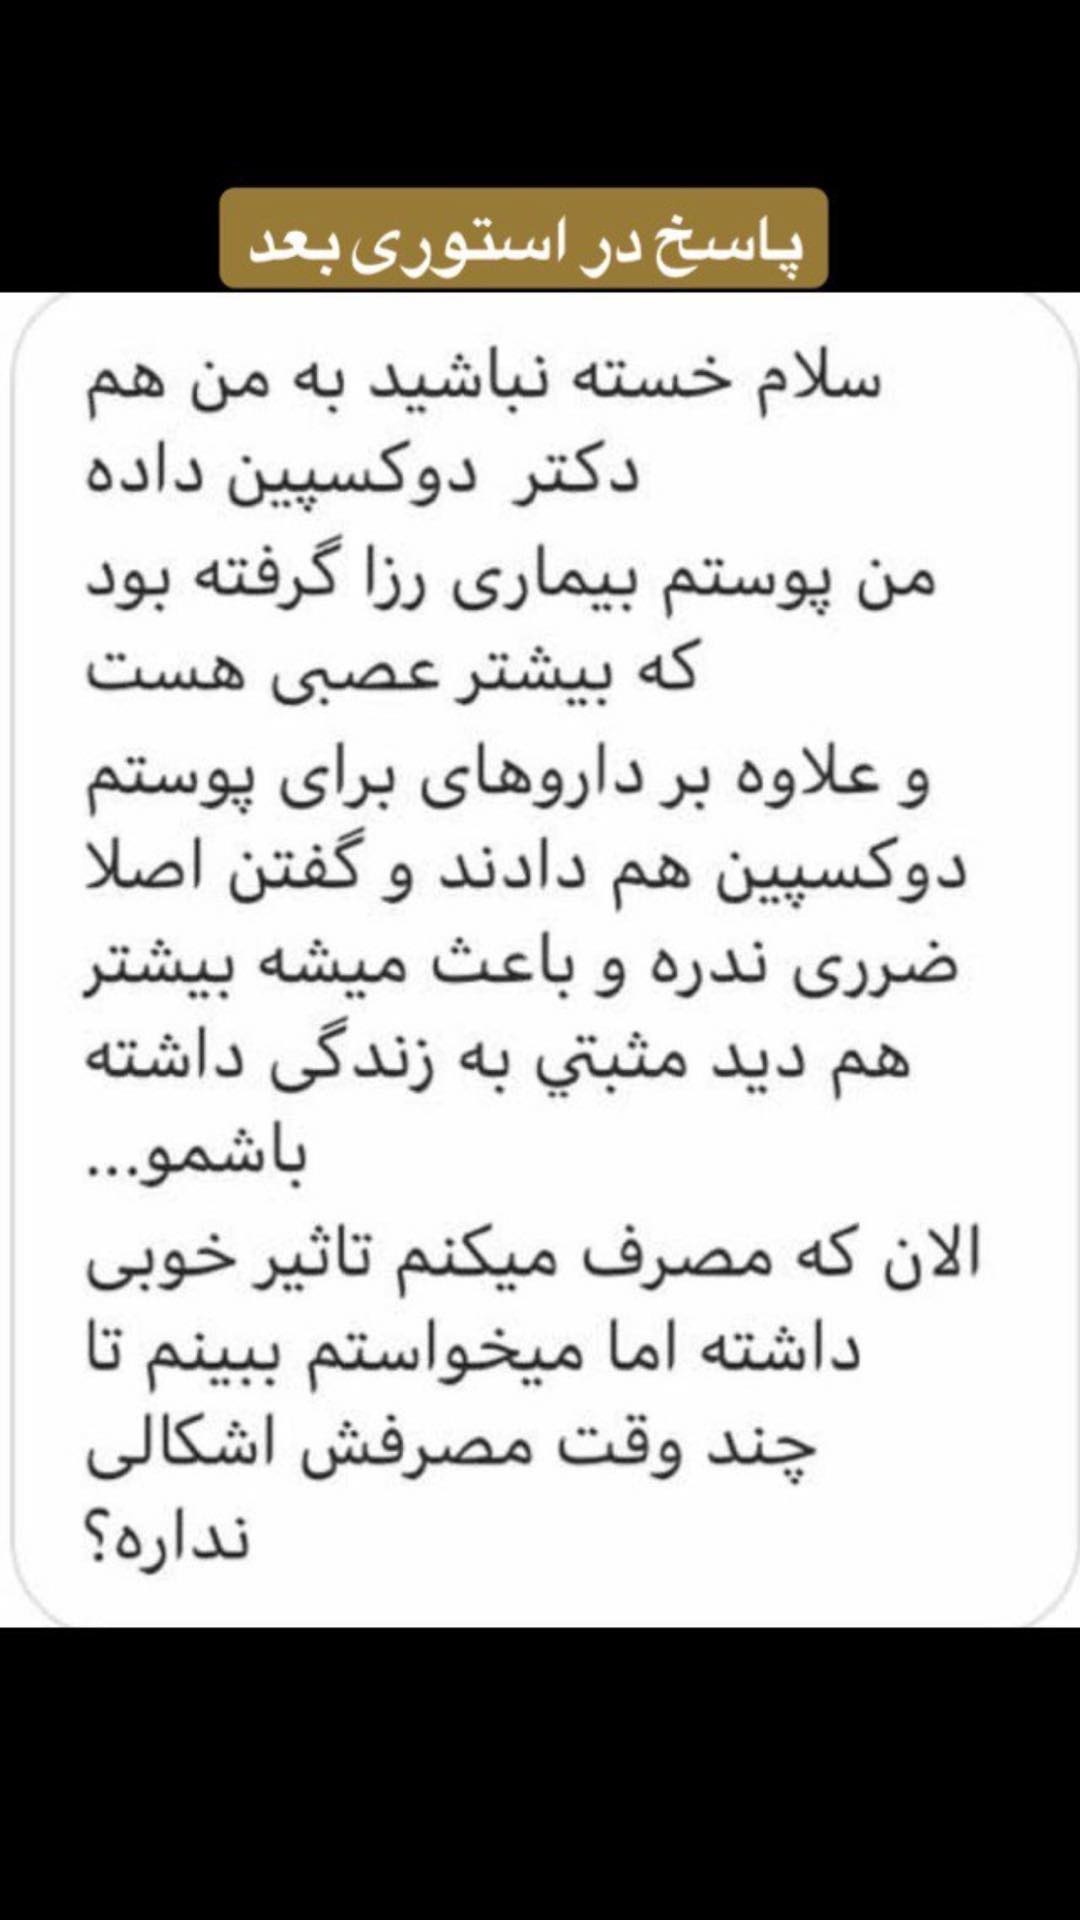 پاسخ در استوری بعد
سلام خسته نباشید به من هم
دکتر دوکسپین داده
من پوستم بیماری رزا گرفته بود
که بیشتر عصبی هست
و علاوه بر داروهای برای پوستم
دوکسپین هم دادند و گفتن اصلا
ضرری ندره و باعث میشه بیشتر
هم دید مثبتي به زندگی داشته
باشمو...
الان که مصرف میکنم تاثیر خوبی
داشته اما میخواستم ببینم تا
چند وقت مصرفش اشکالی
نداره؟